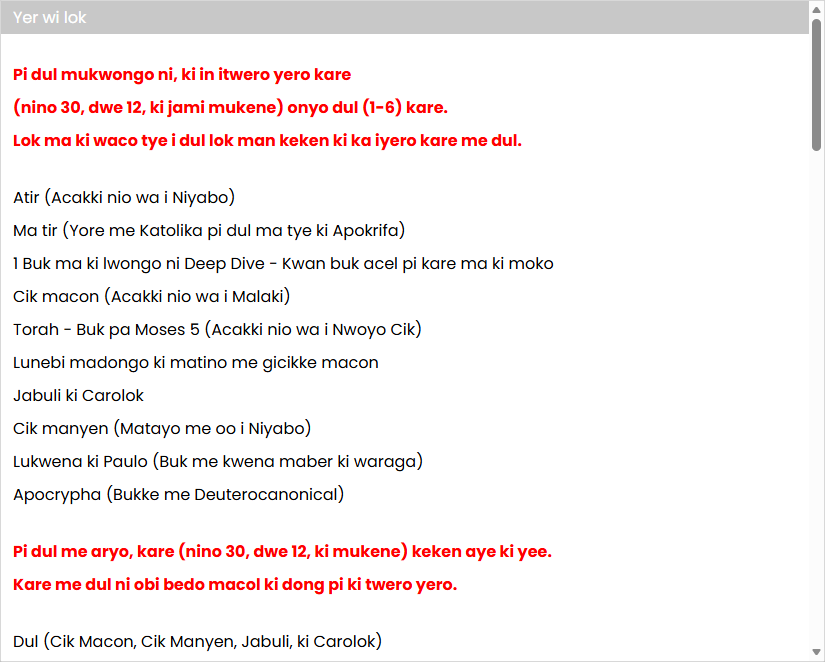 Yer wi lok
Pi dul mukwongo ni, ki in itwero yero kare
(nino 30, dwe 12, ki jami mukene) onyo dul (1-6) kare.
Lok ma ki waco tye i dul lok man keken ki ka iyero kare me dul.
Atir (Acakki nio wa i Niyabo)
Ma tir (Yore me Katolika pi dul ma tye ki Apokrifa)
1 Buk ma ki lwongo ni Deep Dive - Kwan buk acel pi kare ma ki moko
Cik macon (Acakki nio wa i Malaki)
Torah - Buk pa Moses 5 (Acakki nio wa i Nwoyo Cik)
Lunebi madongo ki matino me gicikke macon
Jabuli ki Carolok
Cik manyen (Matayo me oo i Niyabo)
Lukwena ki Paulo (Buk me kwena maber ki waraga)
Apocrypha (Bukke me Deuterocanonical)
Pi dul me aryo, kare (nino 30, dwe 12, ki mukene) keken aye ki yee.
Kare me dul ni obi bedo macol ki dong pi ki twero yero.
Dul (Cik Macon, Cik Manyen, Jabuli, ki Carolok)